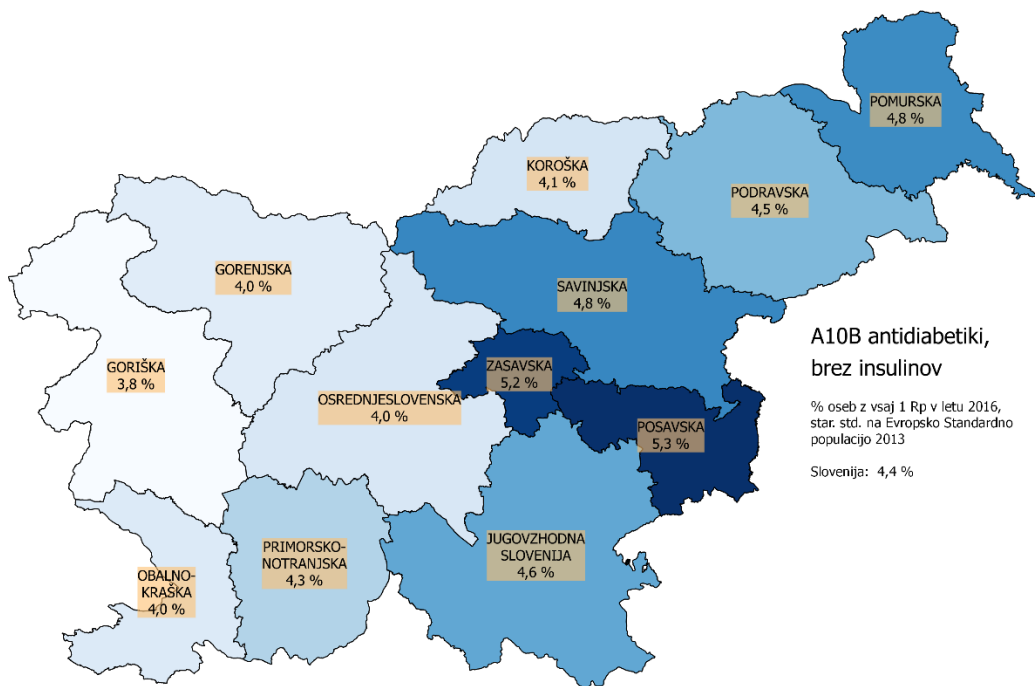 POMURSKA
4,8 %
KOROŠKA
4,1 %
PODRAVSKA
4,5 %
GORENJSKA
4,0 %
SAVINJSKA
4,8 %
GORIŠKA
3,8 %
ZASAVSKA
5,2 %
OSREDNJESLOVENSKA
4,0 %
POSAVSKA
5,3 %
PRIMORSKO-
NOTRANJSKA
4,3 %
JUGOVZHODNA
SLOVENIJA
4,6 %
OBALNO-
KRAŠKA
4,0 %
A10B antidiabetiki,
brez insulinov
% oseb z vsaj 1 Rp v letu 2016,
star. std. na Evropsko Standardno
populacijo 2013
Slovenija: 4,4 %